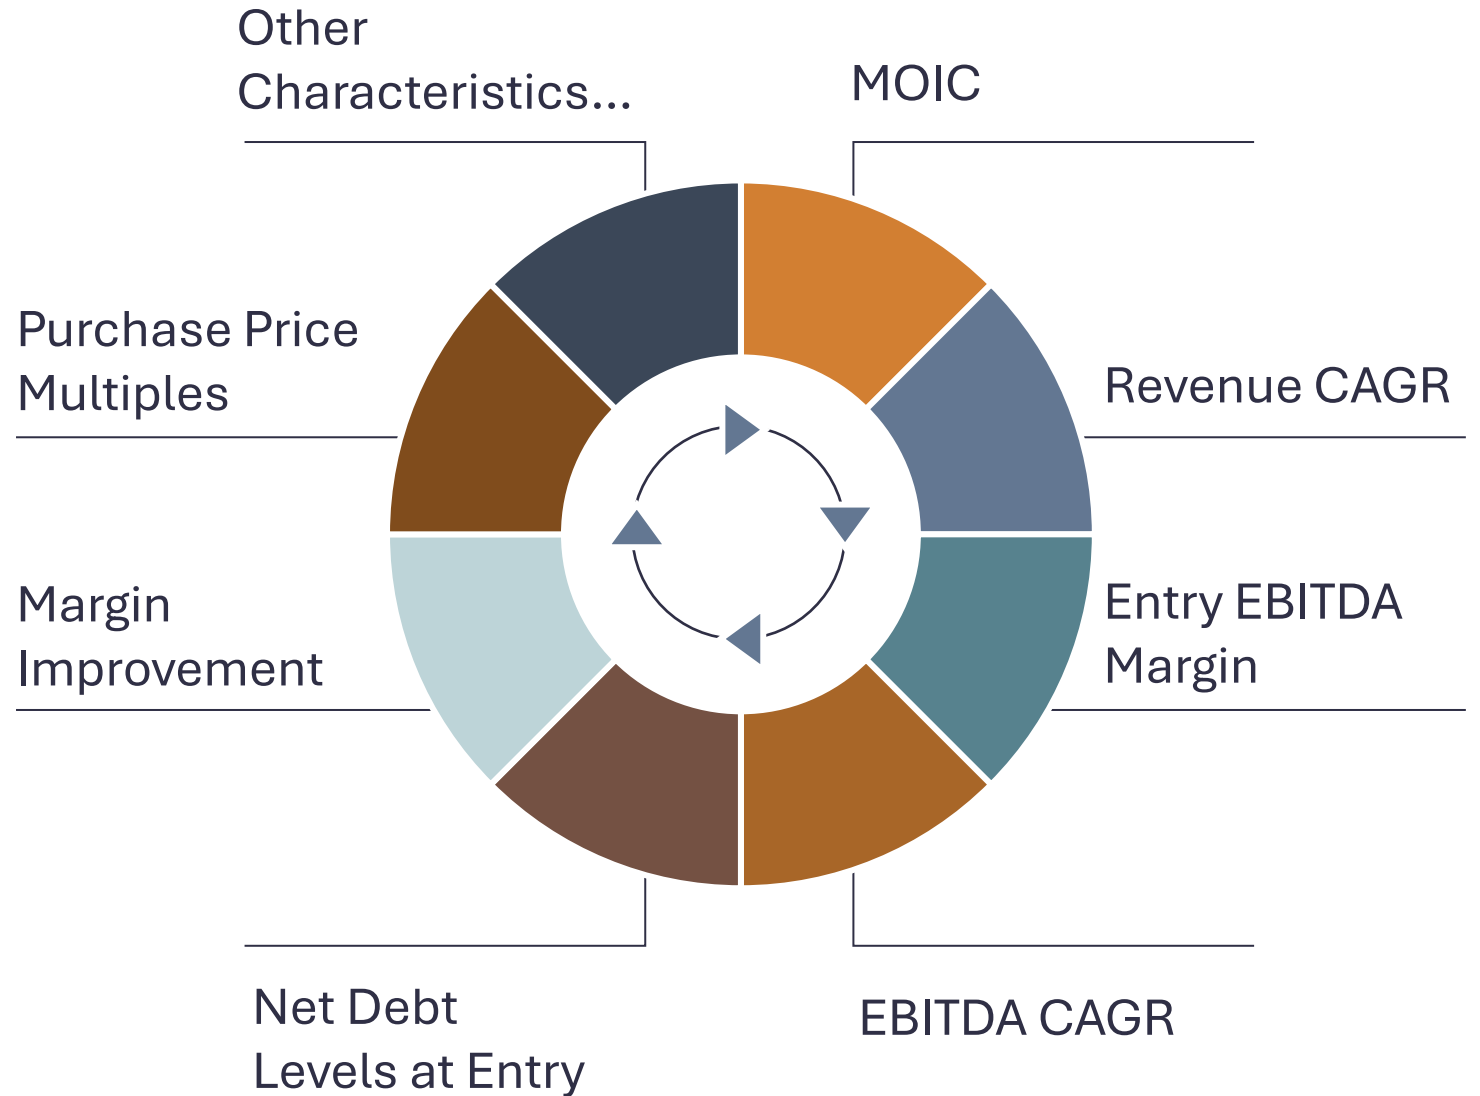 Other
Characteristics...
MOIC
Purchase Price
Multiples
Revenue CAGR
Margin
Improvement
Entry EBITDA
Margin
Net Debt
Levels at Entry
EBITDA CAGR